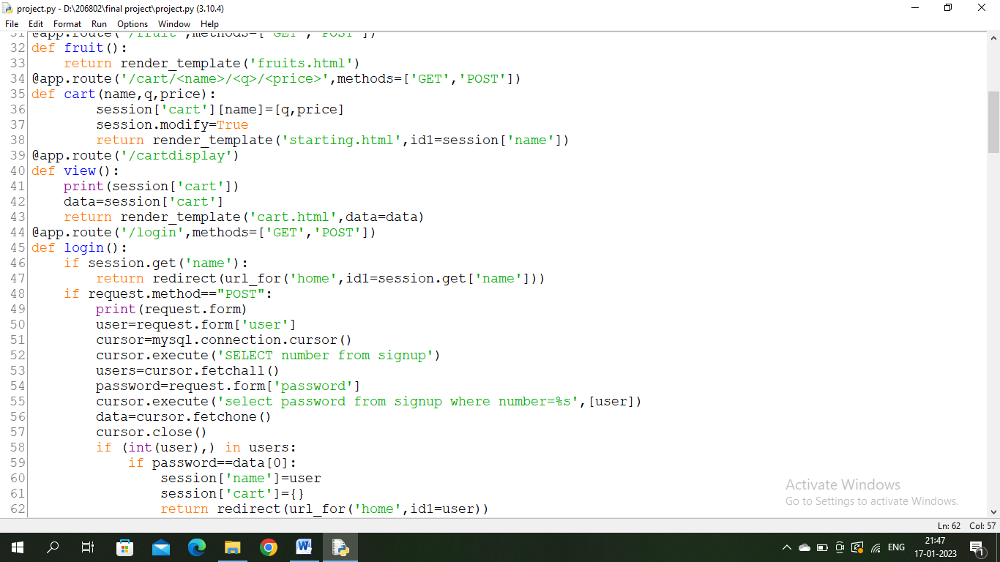 project.py - D:\206802\final project\project.py (3.10.4)
File Edit Format Run Options Window Help
31 @app.route('/fruit',methods=['GET','POST'])
32 def fruit():
33     return render_template('fruits.html')
34 @app.route('/cart/<name>/<q>/<price>',methods=['GET','POST'])
35 def cart(name,q,price):
36         session['cart'][name]=[q,price]
37         session.modify=True
38         return render_template('starting.html',id1=session['name'])
39 @app.route('/cartdisplay')
40 def view():
41     print(session['cart'])
42     data=session['cart']
43     return render_template('cart.html',data=data)
44 @app.route('/login',methods=['GET','POST'])
45 def login():
46     if session.get('name'):
47         return redirect(url_for('home',id1=session.get['name']))
48     if request.method=="POST":
49         print(request.form)
50         user=request.form['user']
51         cursor=mysql.connection.cursor()
52         cursor.execute('SELECT number from signup')
53         users=cursor.fetchall()
54         password=request.form['password']
55         cursor.execute('select password from signup where number=%s',[user])
56         data=cursor.fetchone()
57         cursor.close()
58         if (int(user),) in users:
59             if password==data[0]:
60                 session['name']=user
61                 session['cart']={}
62                 return redirect(url_for('home',id1=user))
Activate Windows
Go to Settings to activate Windows.
Ln: 62 Col: 57
ENG
21:47
17-01-2023
1